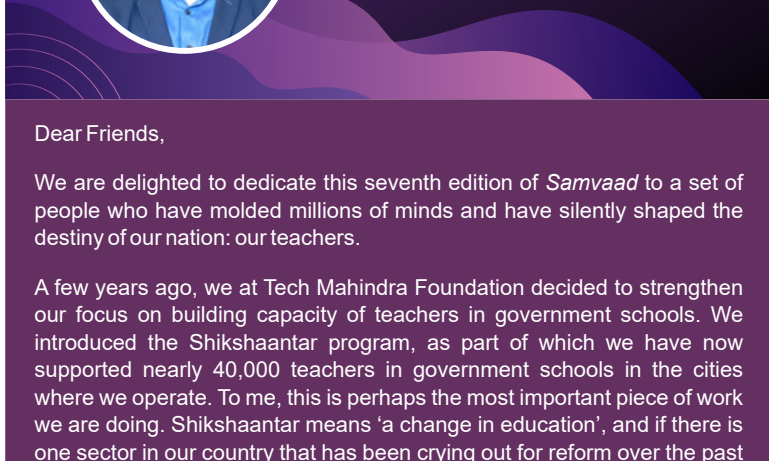 Dear Friends,
We are delighted to dedicate this seventh edition of Samvaad to a set of
people who have molded millions of minds and have silently shaped the
destiny of our nation: our teachers.
A few years ago, we at Tech Mahindra Foundation decided to strengthen
our focus on building capacity of teachers in government schools. We
introduced the Shikshaantar program, as part of which we have now
supported nearly 40,000 teachers in government schools in the cities
where we operate. To me, this is perhaps the most important piece of work
we are doing. Shikshaantar means ‘a change in education’, and if there is
one sector in our country that has been crying out for reform over the past